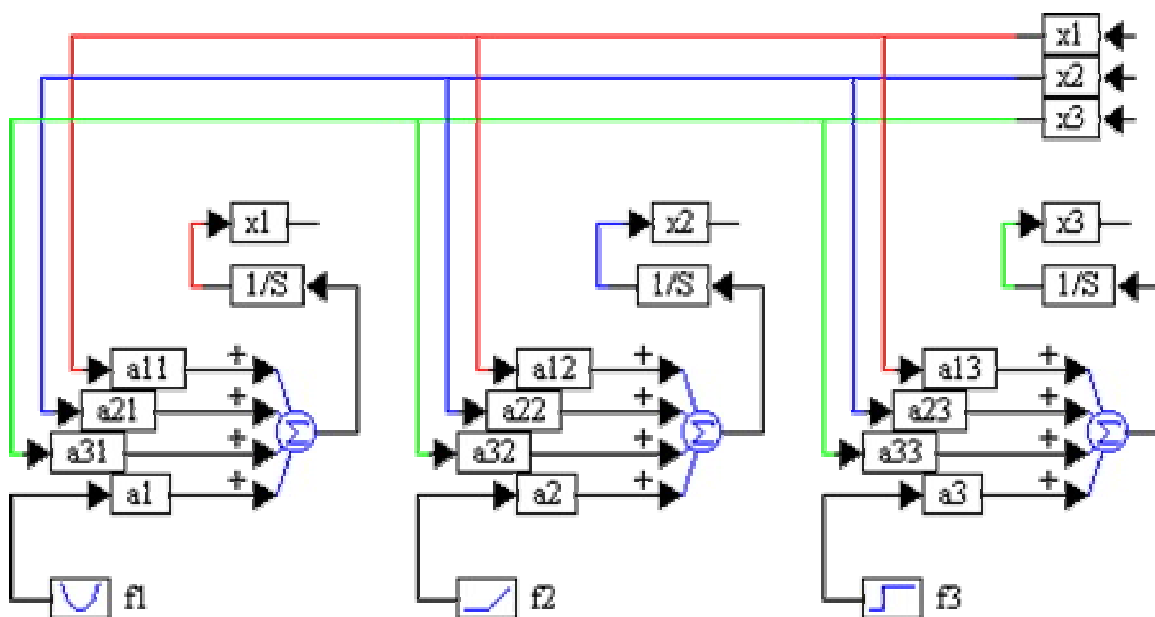 x1
x2
x3
x1 x2 x3
1/S 1/S 1/S
a11 + a12 + a13 +
a21 + a22 + a23 +
a31 + a32 + a33 +
a1 + a2 + a3 +
Σ Σ Σ
f1 f2 f3